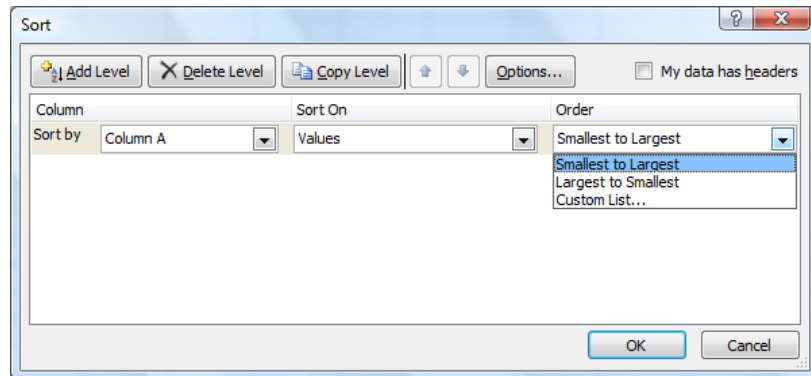 Sort
Add Level Delete Level Copy Level Options... My data has headers
Column Sort On Order
Sort by Column A Values Smallest to Largest
Smallest to Largest
Largest to Smallest
Custom List...
OK Cancel